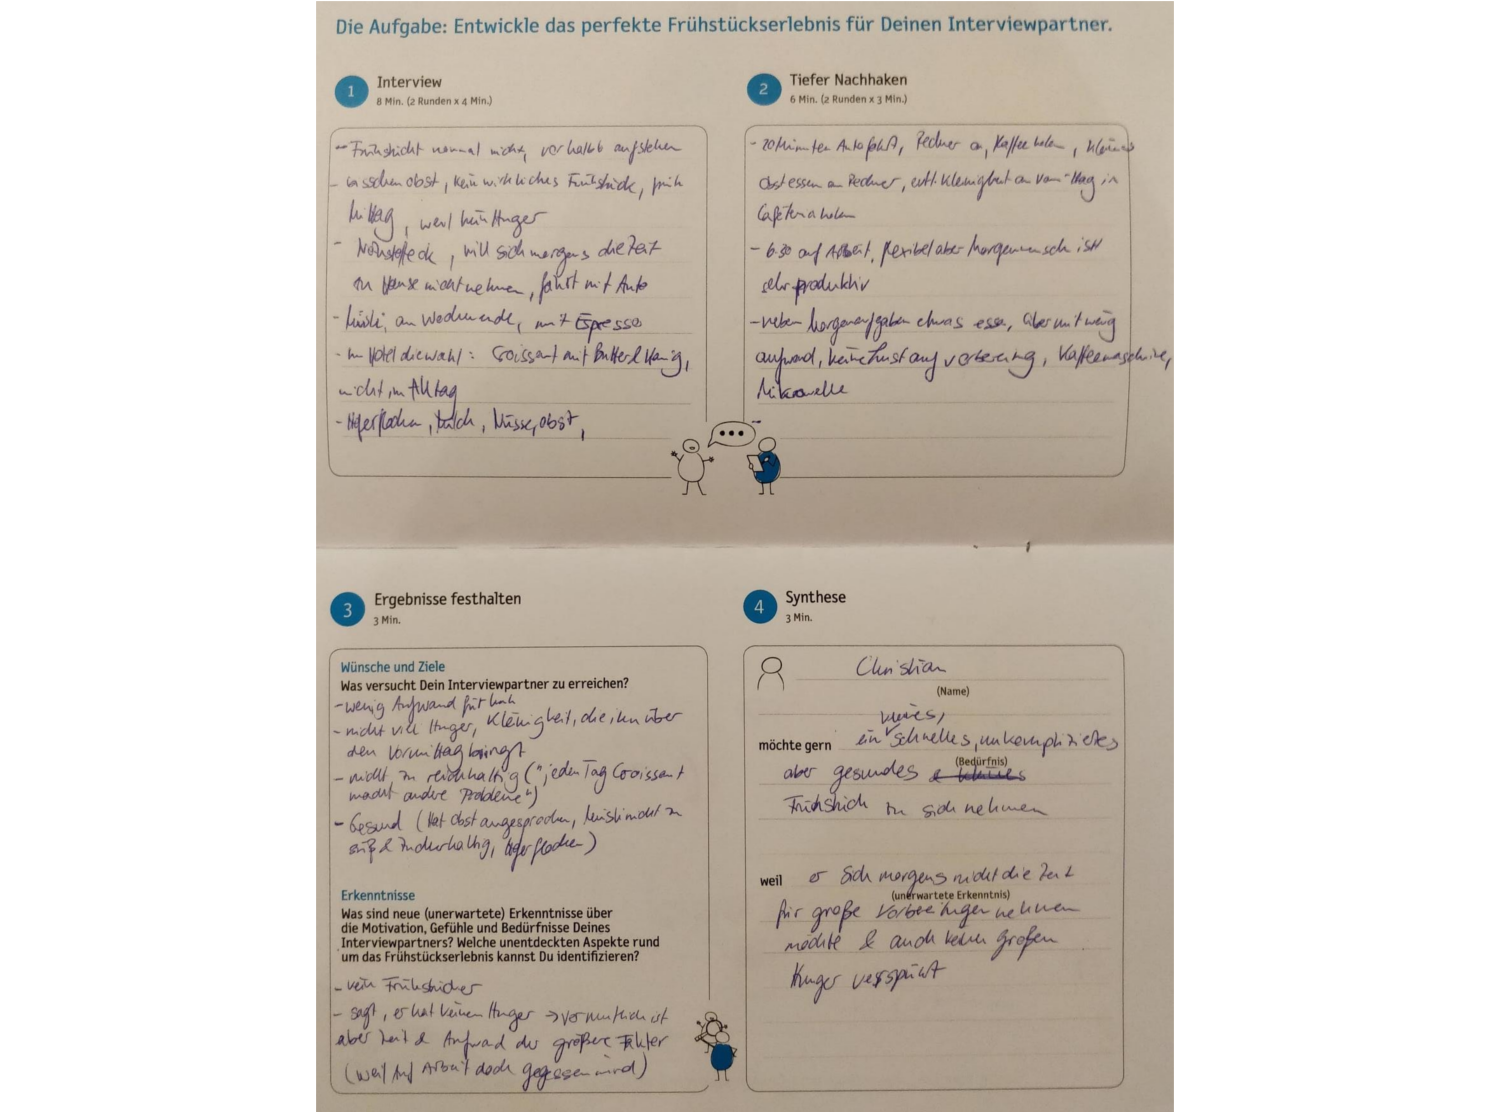 Die Aufgabe: Entwickle das perfekte Frühstückserlebnis für Deinen Interviewpartner.
1 Interview
8 Min. (2 Runden x 4 Min.)
- Frühstückt normal nicht, vor halb 6 aufstehen
- bisschen Obst, kein wirkliches Frühstück, früh
Mittag, weil kein Hunger
- , will sich morgens die Zeit
zu Hause nicht nehmen, fährt mit Auto
- Müsli am Wochenende, mit Espresso
- im Hotel die Wahl: Croissant mit Butter & Honig,
nicht im Alltag
- Haferflocken, Milch, Nüsse, Obst,
2 Tiefer Nachhaken
6 Min. (2 Runden x 3 Min.)
- 20 Minuten Autofahrt, Rechner an, Kaffee holen, kleines
Obst essen an Rechner, evtl. Kleinigkeit am Vormittag in
Cafeteria holen
- 6:30 auf Arbeit, flexibel aber Morgenmensch ist
sehr produktiv
- neben Morgenaufgaben etwas essen, aber mit wenig
aufwand, keine Lust auf Vorbereitung, Kaffeemaschine,
Mikrowelle
3 Ergebnisse festhalten
3 Min.
Wünsche und Ziele
Was versucht Dein Interviewpartner zu erreichen?
- wenig Aufwand früh
- nicht viel Hunger, Kleinigkeit, die ihn über
den Vormittag bringt
- nicht zu reichhaltig ("jeden Tag Croissant
macht andere Probleme")
- Gesund (Hat Obst angesprochen, Müsli nicht zu
süß & zuckerhaltig, Haferflocken)
Erkenntnisse
Was sind neue (unerwartete) Erkenntnisse über
die Motivation, Gefühle und Bedürfnisse Deines
Interviewpartners? Welche unentdeckten Aspekte rund
um das Frühstückserlebnis kannst Du identifizieren?
- kein Frühstücker
- sagt, er hat keinen Hunger → vermutlich ist
aber Zeit & Aufwand der größere Faktor
(weil auf Arbeit doch gegessen wird)
4 Synthese
3 Min.
Christian
(Name)
kleines,
möchte gern ein schnelles, unkompliziertes
(Bedürfnis)
aber gesundes
Frühstück zu sich nehmen
weil er sich morgens nicht die Zeit
(unerwartete Erkenntnis)
für große Vorbereitungen nehmen
möchte & auch keinen großen
Hunger verspürt